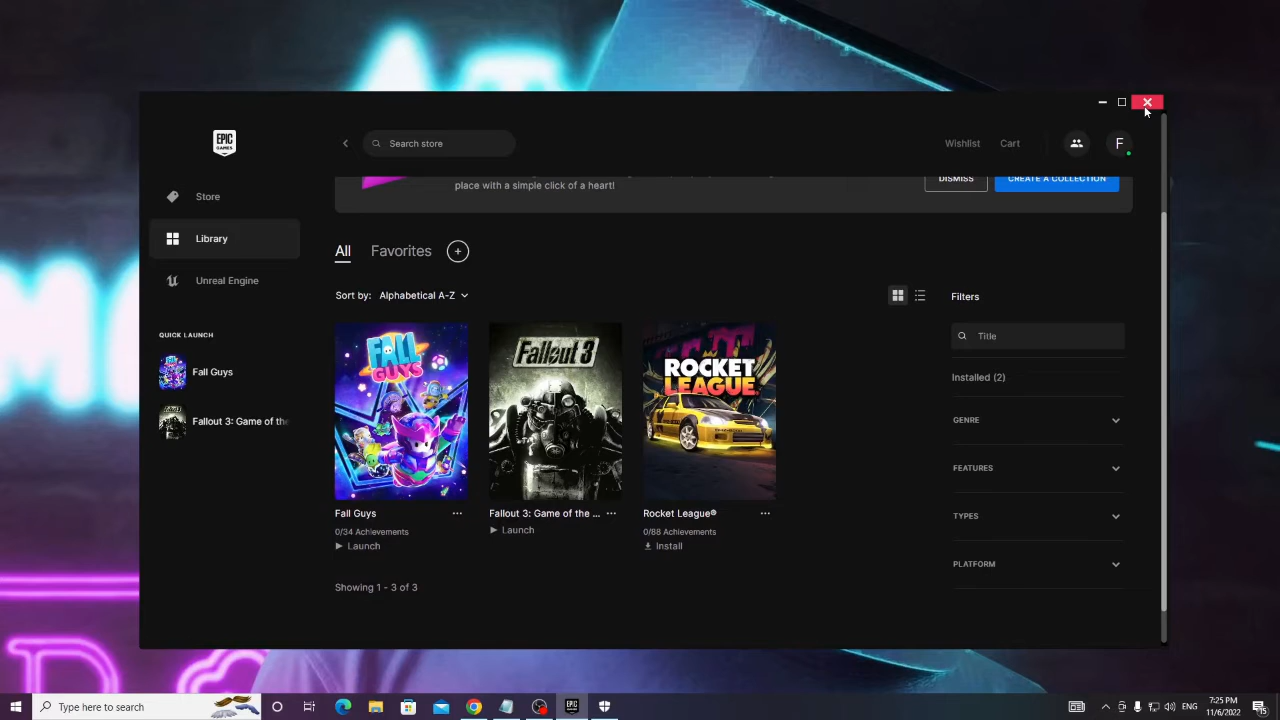 EPIC
GAMES
Search store
Wishlist
Cart
F
Store
Library
Unreal Engine
QUICK LAUNCH
Fall Guys
Fallout 3: Game of the
place with a simple click of a heart!
DISMISS
CREATE A COLLECTION
All
Favorites
Sort by: Alphabetical A-Z
Filters
Title
Installed (2)
GENRE
FEATURES
TYPES
PLATFORM
FALL
GUYS
Fallout 3
ROCKET
LEAGUE
Fall Guys
Fallout 3: Game of the ...
Rocket League®
0/34 Achievements
Launch
Launch
0/88 Achievements
Install
Showing 1 - 3 of 3
Type here to search
ENG
7:25 PM
11/6/2022